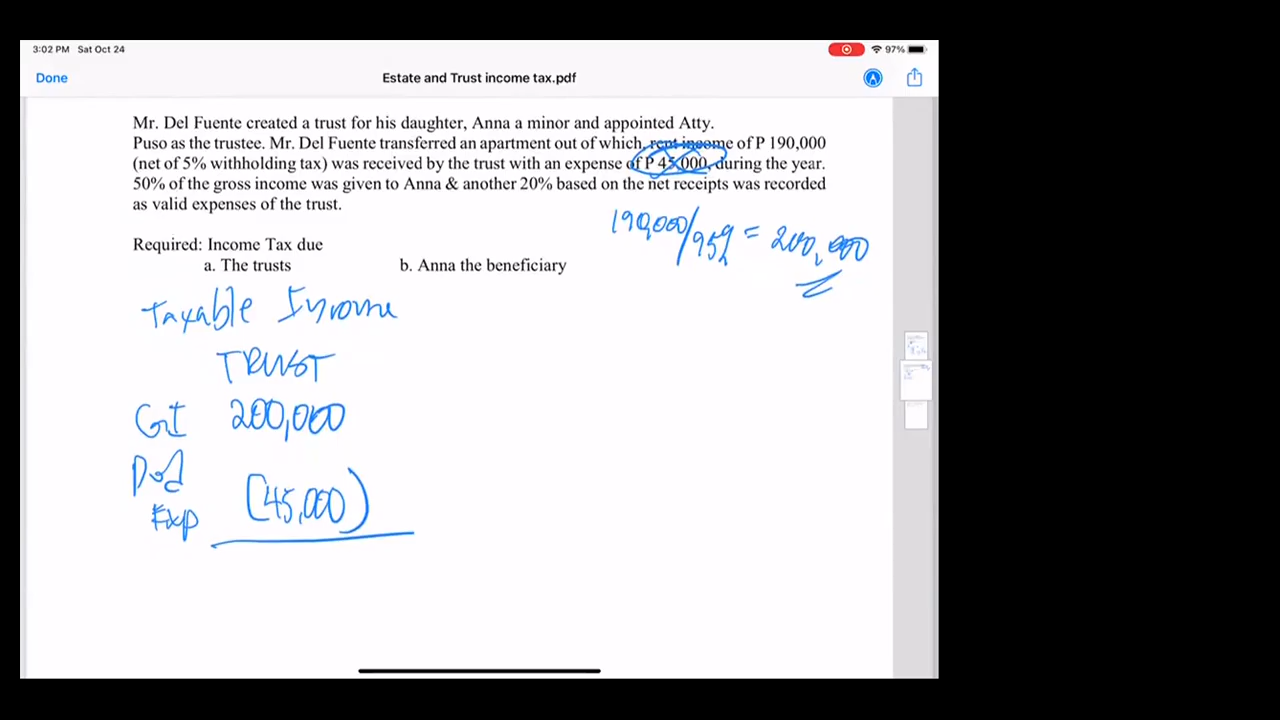 3:02 PM Sat Oct 24
97%
Done
Estate and Trust income tax.pdf
Mr. Del Fuente created a trust for his daughter, Anna a minor and appointed Atty.
Puso as the trustee. Mr. Del Fuente transferred an apartment out of which, rent income of P 190,000
(net of 5% withholding tax) was received by the trust with an expense of P 45,000, during the year.
50% of the gross income was given to Anna & another 20% based on the net receipts was recorded
as valid expenses of the trust.
190,000/95% = 200,000
Required: Income Tax due
a. The trusts b. Anna the beneficiary
Taxable Income
TRUST
GI 200,000
Ded
Exp (45,000)